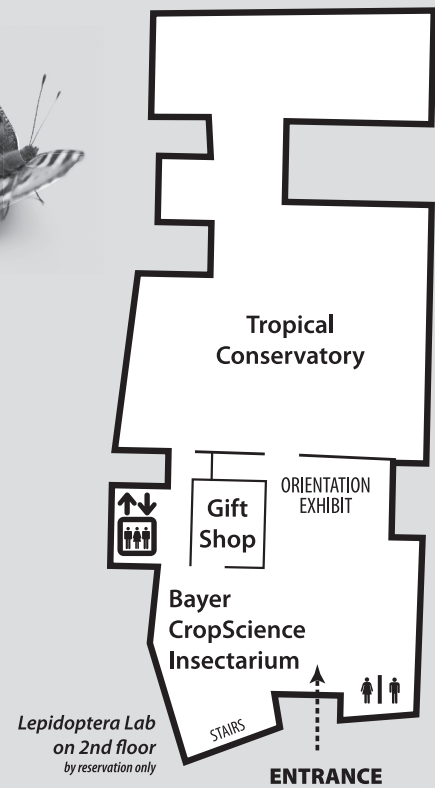 Tropical
Conservatory
ORIENTATION
EXHIBIT
Gift
Shop
Bayer
CropScience
Insectarium
STAIRS
Lepidoptera Lab
on 2nd floor
by reservation only
ENTRANCE